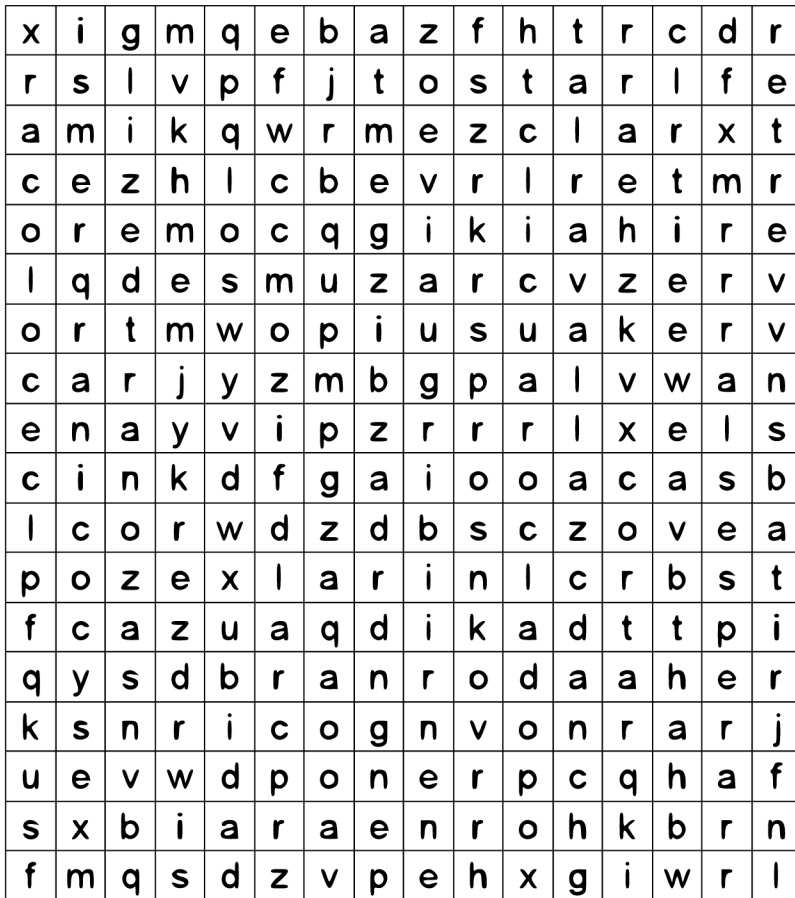 x i g m q e b a z f h t r c d r
r s l v p f j t o s t a r l f e
a m i k q w r m e z c l a r x t
c e z h l c b e v r l r e t m r
o r e m o c q g i k i a h i r e
l q d e s m u z a r c v z e r v
o r t m w o p i u s u a k e r v
c a r j y z m b g p a l v w a n
e n a y v i p z r r r l x e l s
c i n k d f g a i o o a c a s b
l c o r w d z d b s c z o v e a
p o z e x l a r i n l c r b s t
f c a z u a q d i k a d t t p i
q y s d b r a n r o d a a h e r
k s n r i c o g n v o n r a r j
u e v w d p o n e r p c q h a f
s x b i a r a e n r o h k b r n
f m q s d z v p e h x g i w r l